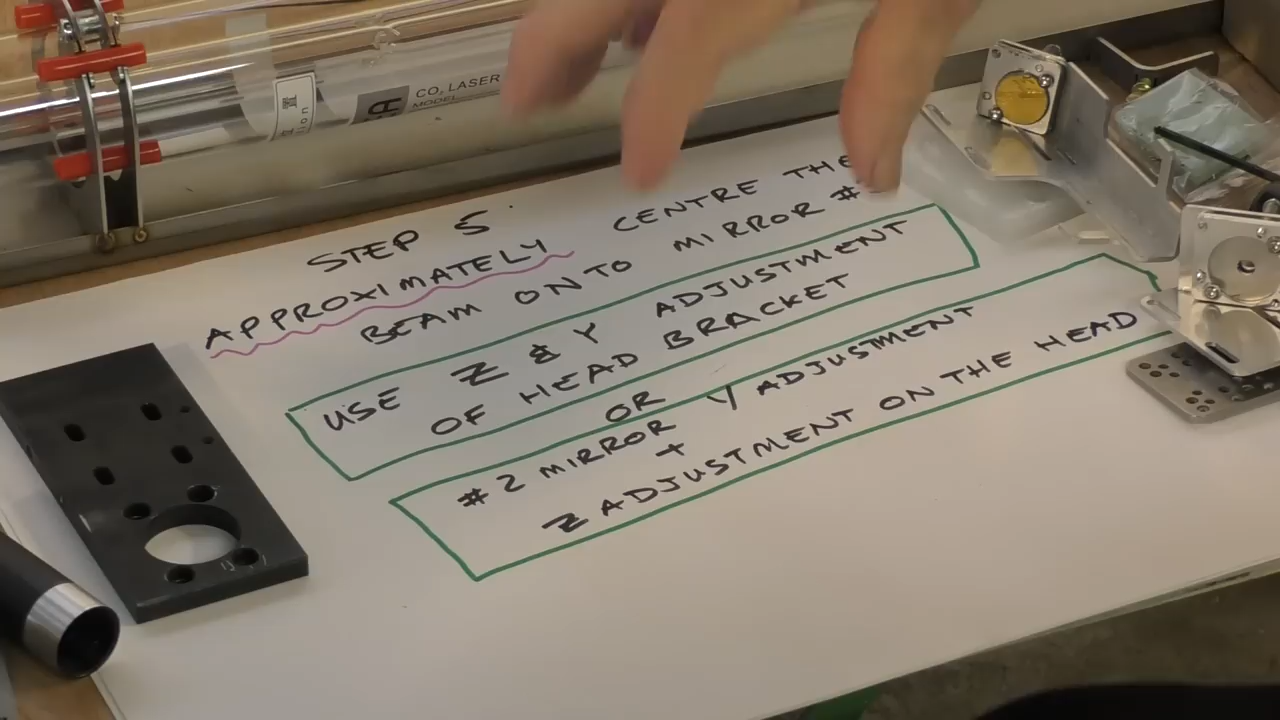 CO₂ LASER
MODEL
STEP 5
APPROXIMATELY CENTRE THE
BEAM ONTO MIRROR #
USE Z & Y ADJUSTMENT
OF HEAD BRACKET
OR
#2 MIRROR Y ADJUSTMENT
+
Z ADJUSTMENT ON THE HEAD